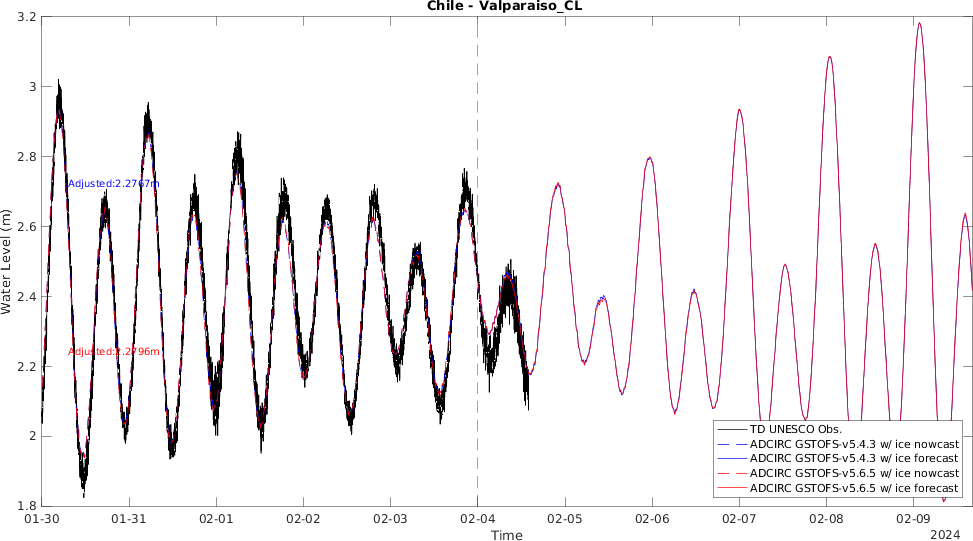 Chile - Valparaiso_CL
3.2
3
2.8
2.6
2.4
2.2
2
1.8
Water Level (m)
Adjusted:2.2767m
Adjusted:2.2796m
TD UNESCO Obs.
ADCIRC GSTOFS-v5.4.3 w/ ice nowcast
ADCIRC GSTOFS-v5.4.3 w/ ice forecast
ADCIRC GSTOFS-v5.6.5 w/ ice nowcast
ADCIRC GSTOFS-v5.6.5 w/ ice forecast
01-30 01-31 02-01 02-02 02-03 02-04 02-05 02-06 02-07 02-08 02-09
Time
2024